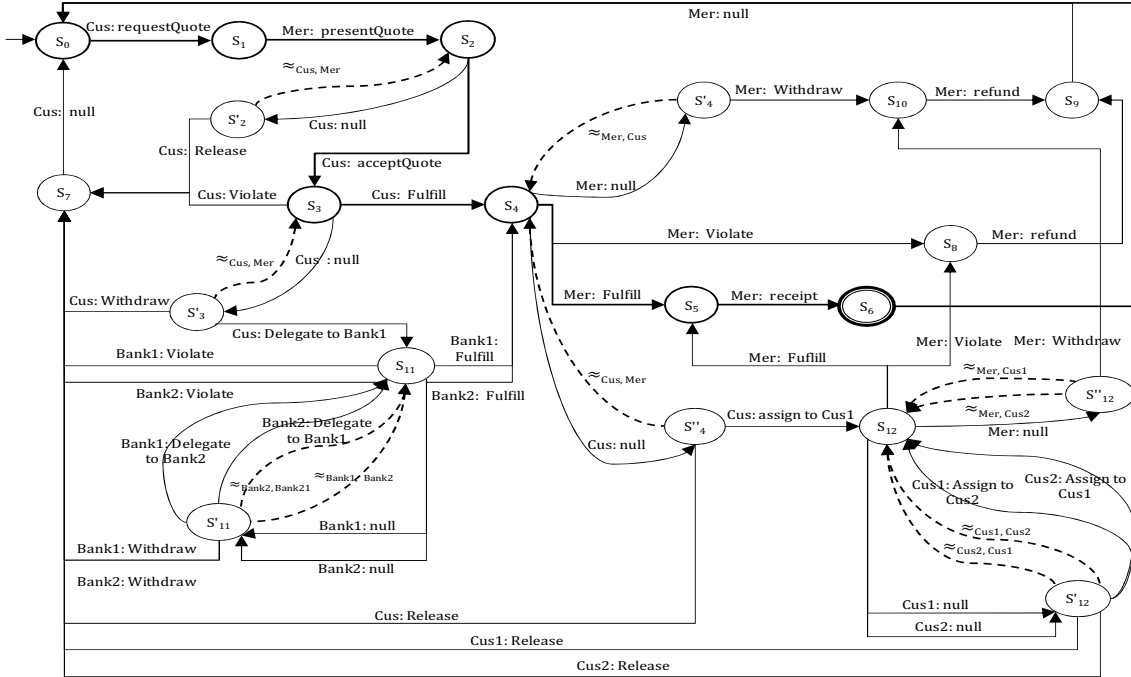 Mer: null
Cus: requestQuote
Mer: presentQuote
S0
S1
S2
≈Cus, Mer
S'2
Cus: null
Cus: null
Cus: Release
Cus: acceptQuote
S'4
Mer: Withdraw
S10
Mer: refund
S9
≈Mer, Cus
Mer: null
S7
Cus: Violate
S3
Cus: Fulfill
S4
Mer: Violate
S8
Mer: refund
≈Cus, Mer
Cus : null
Cus: Withdraw
S'3
Cus: Delegate to Bank1
Mer: Fulfill
S5
Mer: receipt
S6
Bank1: Violate
S11
Bank1:
Fulfill
Mer: Fuflill
Mer: Violate
Mer: Withdraw
Bank2: Violate
Bank2: Fulfill
≈Cus, Mer
≈Mer, Cus1
S''12
≈Mer, Cus2
Mer: null
Bank1: Delegate
to Bank2
Bank2: Delegate
to Bank1
Cus: null
S''4
Cus: assign to Cus1
S12
≈Bank2, Bank21
≈Bank1, Bank2
Cus1: Assign to
Cus2
Cus2: Assign to
Cus1
S'11
Bank1: null
Bank2: null
≈Cus1, Cus2
≈Cus2, Cus1
Bank1: Withdraw
Bank2: Withdraw
S'12
Cus1: null
Cus2: null
Cus: Release
Cus1: Release
Cus2: Release